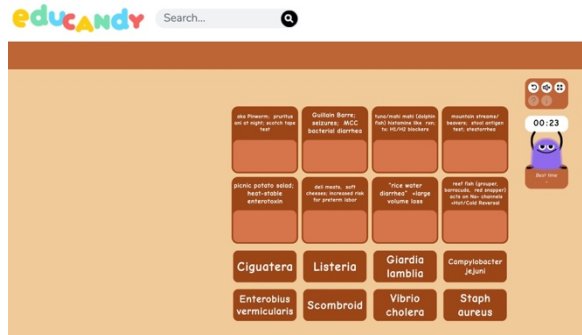 educandy
Search...
aka Pinworm; pruritus
ani at night; scotch tape
test
Guillain Barre;
seizures; MCC
bacterial diarrhea
tuna/mahi mahi (dolphin
fish) histamine like rxn;
tx: H1/H2 blockers
mountain streams/
beavers; stool antigen
test; steatorrhea
00:23
Best time
-
picnic potato salad;
heat-stable
enterotoxin
deli meats, soft
cheeses; increased risk
for preterm labor
"rice water
diarrhea" +large
volume loss
reef fish (grouper,
barracuda, red snapper)
acts on Na+ channels
+Hot/Cold Reversal
Ciguatera
Listeria
Giardia
lamblia
Campylobacter
jejuni
Enterobius
vermicularis
Scombroid
Vibrio
cholera
Staph
aureus